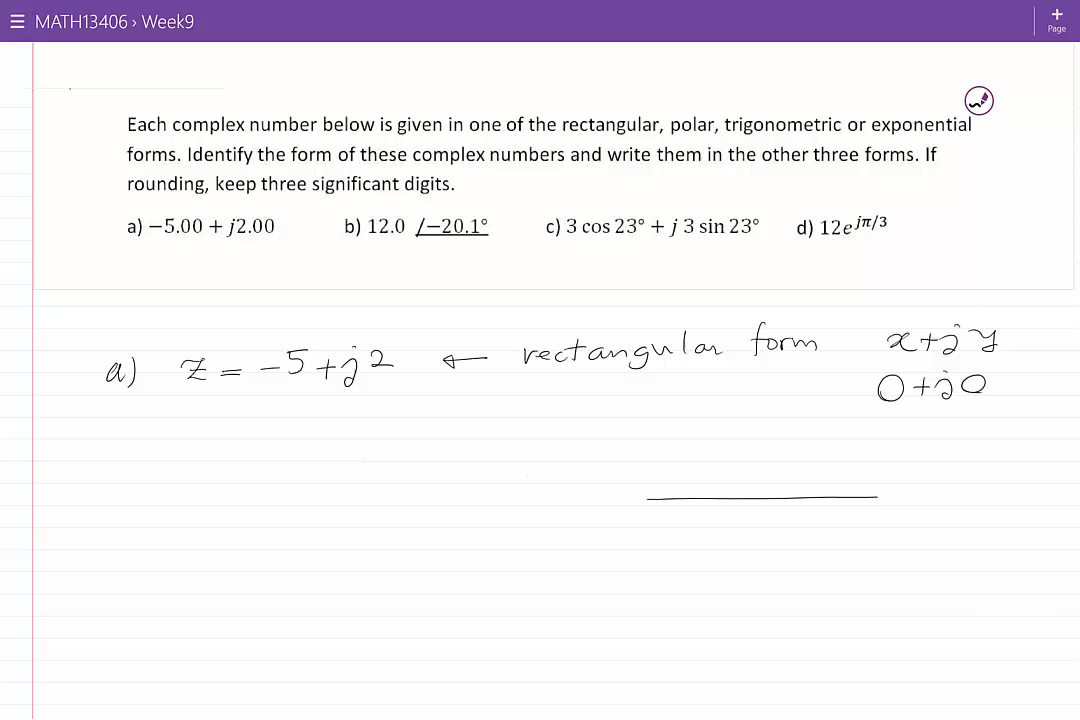 ☰ MATH13406 › Week9
+
Page
Each complex number below is given in one of the rectangular, polar, trigonometric or exponential
forms. Identify the form of these complex numbers and write them in the other three forms. If
rounding, keep three significant digits.
a) −5.00 + j2.00 b) 12.0 /−20.1° c) 3 cos 23° + j 3 sin 23° d) 12e^{jπ/3}
a) z = −5 + j2 ← rectangular form x + jy
0 + j0